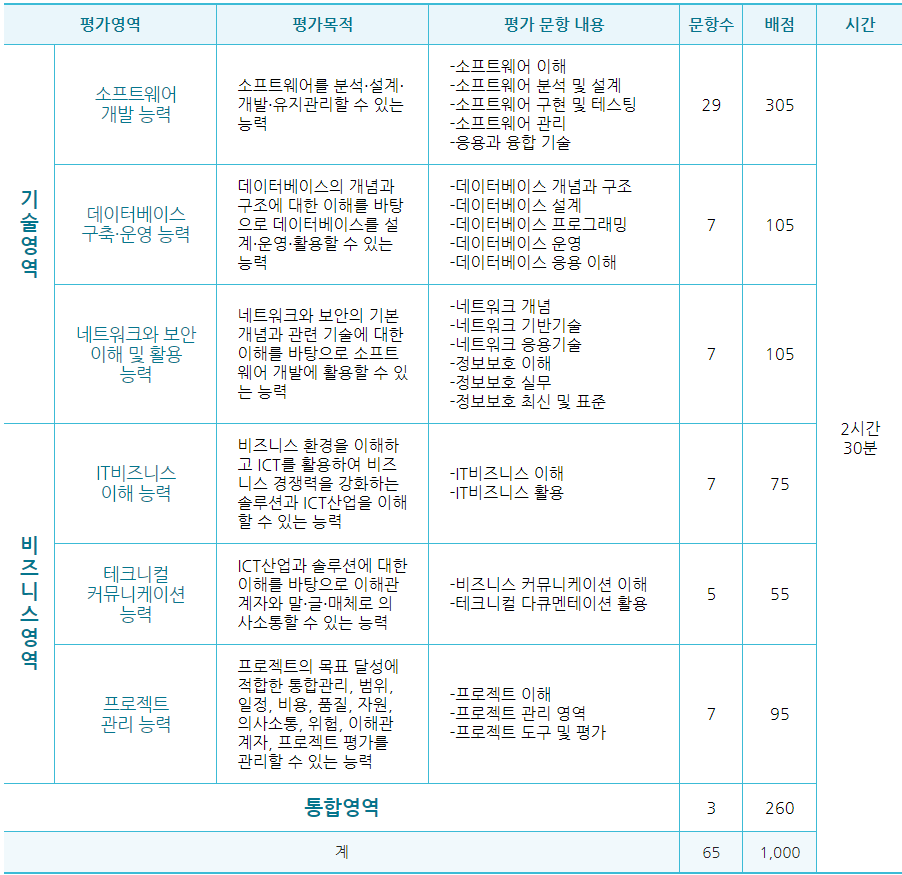 평가영역 평가목적 평가 문항 내용 문항수 배점 시간
기술영역
소프트웨어
개발 능력
소프트웨어를 분석·설계·
개발·유지관리할 수 있는
능력
-소프트웨어 이해
-소프트웨어 분석 및 설계
-소프트웨어 구현 및 테스팅
-소프트웨어 관리
-응용과 융합 기술
29
305
데이터베이스
구축·운영 능력
데이터베이스의 개념과
구조에 대한 이해를 바탕
으로 데이터베이스를 설
계·운영·활용할 수 있는
능력
-데이터베이스 개념과 구조
-데이터베이스 설계
-데이터베이스 프로그래밍
-데이터베이스 운영
-데이터베이스 응용 이해
7
105
네트워크와 보안
이해 및 활용
능력
네트워크와 보안의 기본
개념과 관련 기술에 대한
이해를 바탕으로 소프트
웨어 개발에 활용할 수 있
는 능력
-네트워크 개념
-네트워크 기반기술
-네트워크 응용기술
-정보보호 이해
-정보보호 실무
-정보보호 최신 및 표준
7
105
2시간
30분
비즈니스영역
IT비즈니스
이해 능력
비즈니스 환경을 이해하
고 ICT를 활용하여 비즈
니스 경쟁력을 강화하는
솔루션과 ICT산업을 이해
할 수 있는 능력
-IT비즈니스 이해
-IT비즈니스 활용
7
75
테크니컬
커뮤니케이션
능력
ICT산업과 솔루션에 대한
이해를 바탕으로 이해관
계자와 말·글·매체로 의
사소통할 수 있는 능력
-비즈니스 커뮤니케이션 이해
-테크니컬 다큐멘테이션 활용
5
55
프로젝트
관리 능력
프로젝트의 목표 달성에
적합한 통합관리, 범위,
일정, 비용, 품질, 자원,
의사소통, 위험, 이해관
계자, 프로젝트 평가를
관리할 수 있는 능력
-프로젝트 이해
-프로젝트 관리 영역
-프로젝트 도구 및 평가
7
95
통합영역 3 260
계 65 1,000